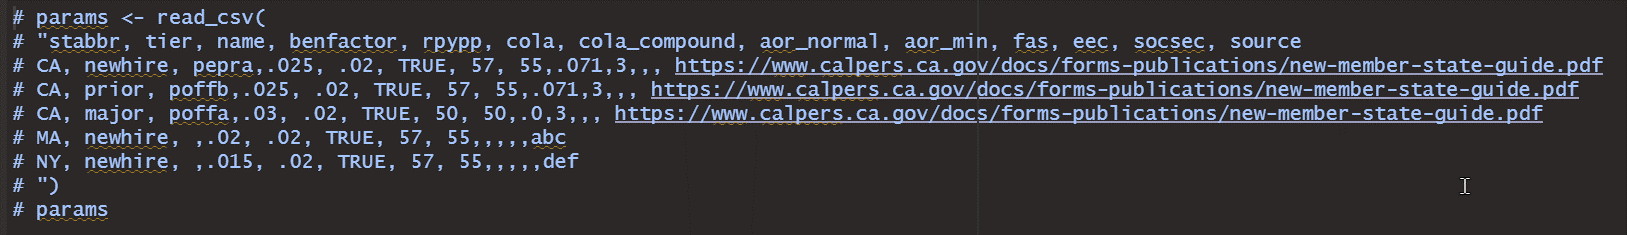 # params <- read_csv(
# "stabbr, tier, name, benfactor, rpypp, cola, cola_compound, aor_normal, aor_min, fas, eec, socsec, source
# CA, newhire, pepra,.025, .02, TRUE, 57, 55,.071,3,,, https://www.calpers.ca.gov/docs/forms-publications/new-member-state-guide.pdf
# CA, prior, poffb,.025, .02, TRUE, 57, 55,.071,3,,, https://www.calpers.ca.gov/docs/forms-publications/new-member-state-guide.pdf
# CA, major, poffa,.03, .02, TRUE, 50, 50,.0,3,,, https://www.calpers.ca.gov/docs/forms-publications/new-member-state-guide.pdf
# MA, newhire, ,.02, .02, TRUE, 57, 55,,,,,abc
# NY, newhire, ,.015, .02, TRUE, 57, 55,,,,,def
# ")
# params